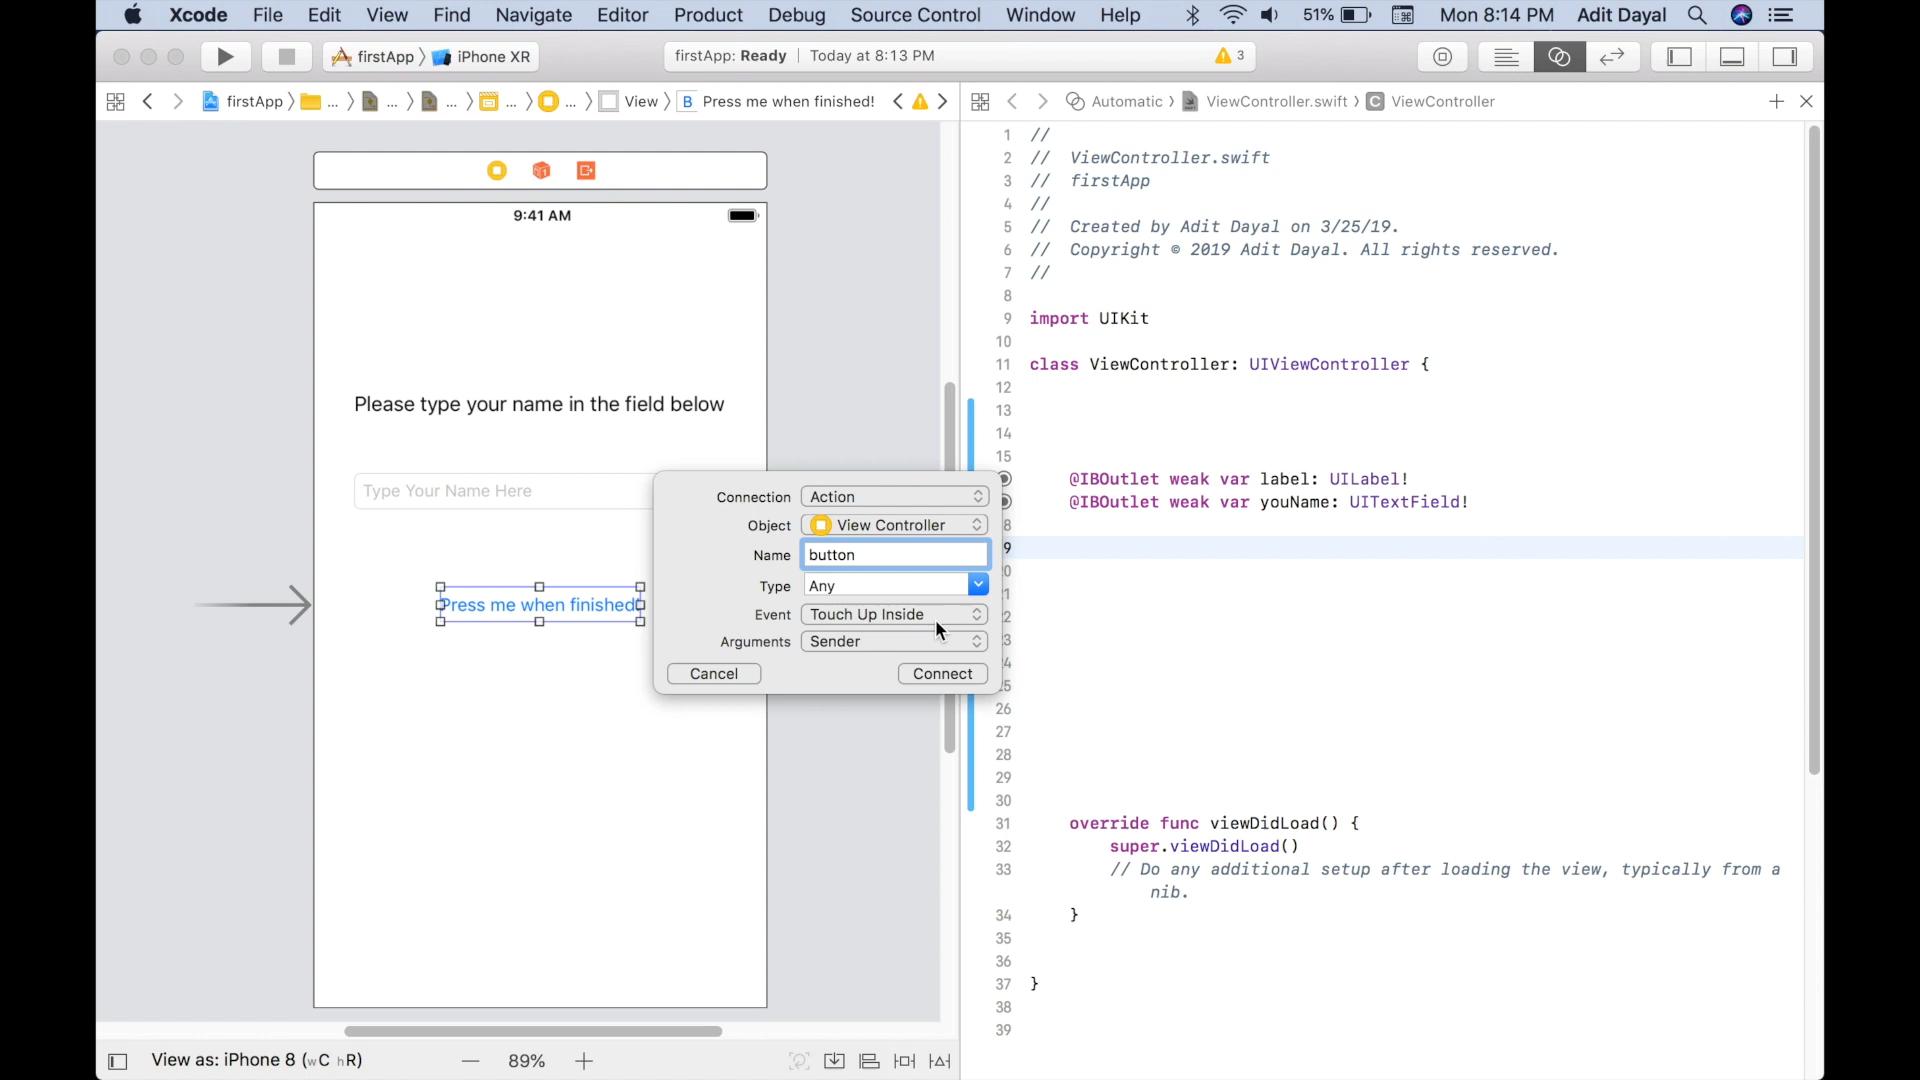 Xcode File Edit View Find Navigate Editor Product Debug Source Control Window Help 51% Mon 8:14 PM Adit Dayal
firstApp iPhone XR
firstApp: Ready Today at 8:13 PM 3
firstApp ... ... ... ... ... View B Press me when finished!
Automatic ViewController.swift C ViewController
9:41 AM
Please type your name in the field below
Type Your Name Here
Press me when finished!
Connection Action
Object View Controller
Name button
Type Any
Event Touch Up Inside
Arguments Sender
Cancel Connect
1 //
2 // ViewController.swift
3 // firstApp
4 //
5 // Created by Adit Dayal on 3/25/19.
6 // Copyright © 2019 Adit Dayal. All rights reserved.
7 //
8
9 import UIKit
10
11 class ViewController: UIViewController {
12
13
14
15
@IBOutlet weak var label: UILabel!
@IBOutlet weak var youName: UITextField!
8
9
0
1
2
3
4
5
26
27
28
29
30
31 override func viewDidLoad() {
32 super.viewDidLoad()
33 // Do any additional setup after loading the view, typically from a
nib.
34 }
35
36
37 }
38
39
View as: iPhone 8 (wC hR) — 89% +